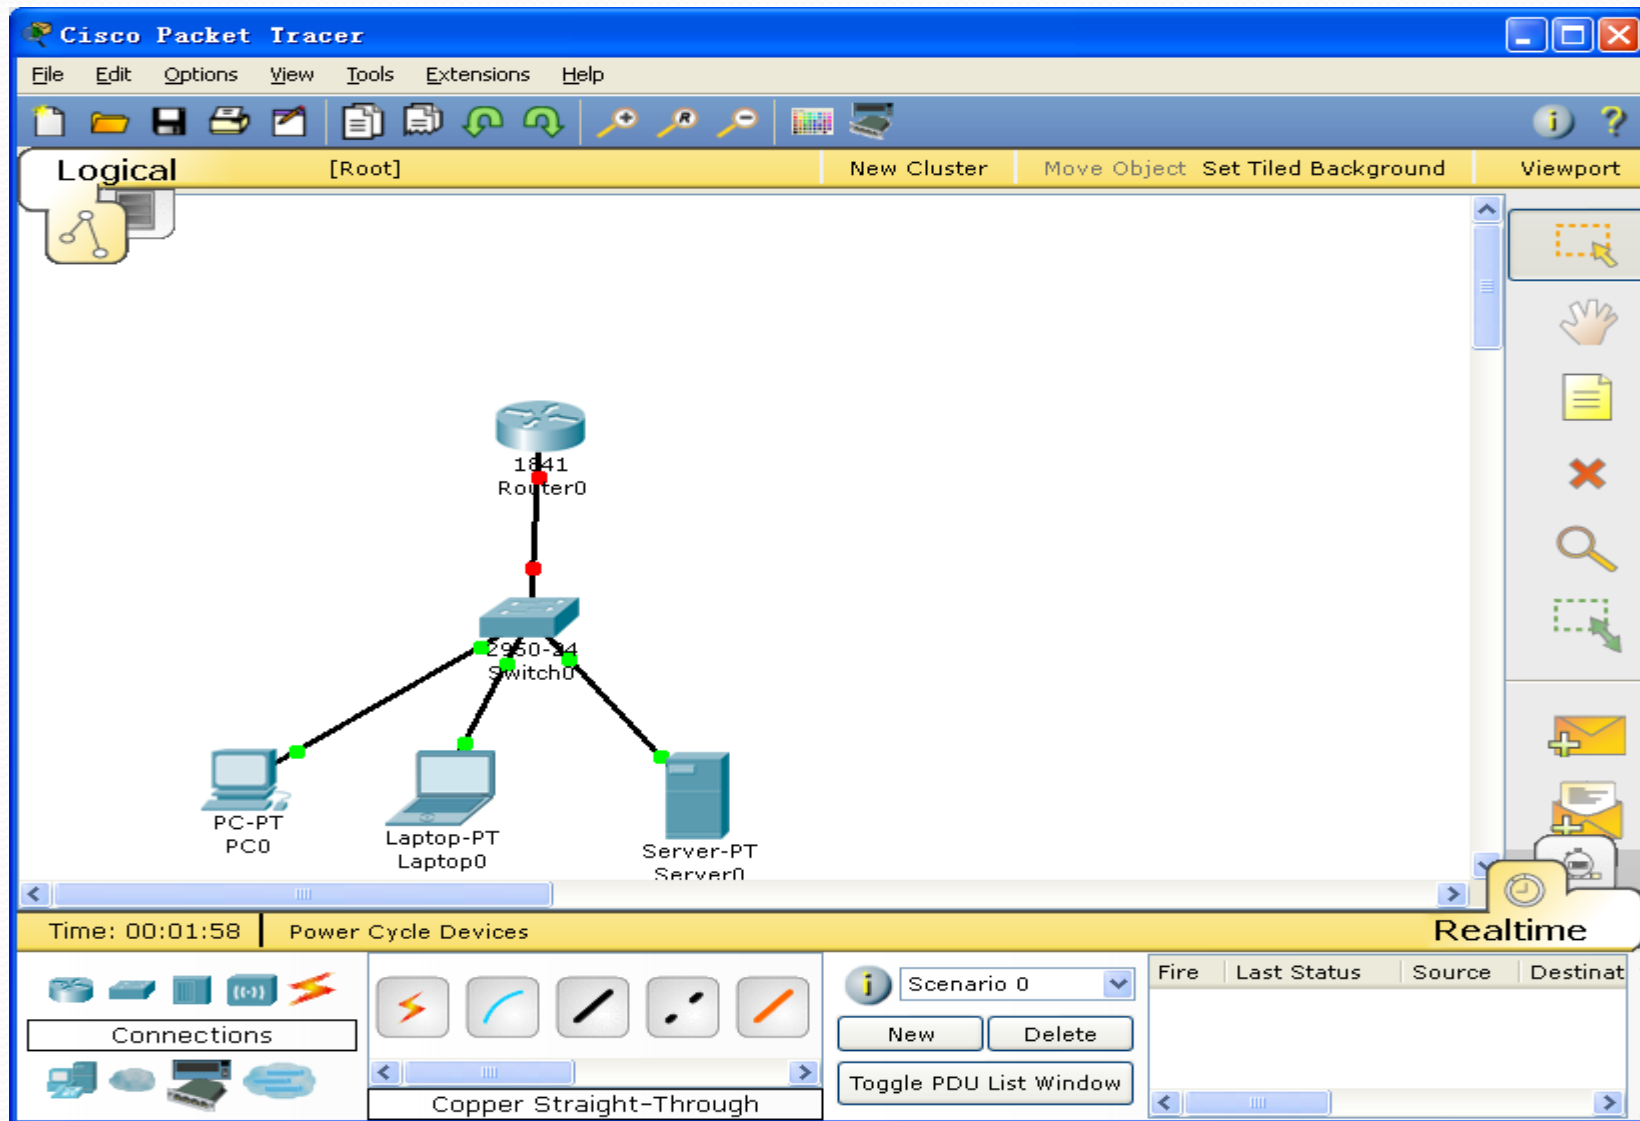 Cisco Packet Tracer
File Edit Options View Tools Extensions Help
Logical [Root] New Cluster Move Object Set Tiled Background Viewport
1841
Router0
2950-24
Switch0
PC-PT
PC0
Laptop-PT
Laptop0
Server-PT
Server0
Time: 00:01:58 Power Cycle Devices Realtime
Connections
Copper Straight-Through
Scenario 0
New Delete
Toggle PDU List Window
Fire Last Status Source Destinat